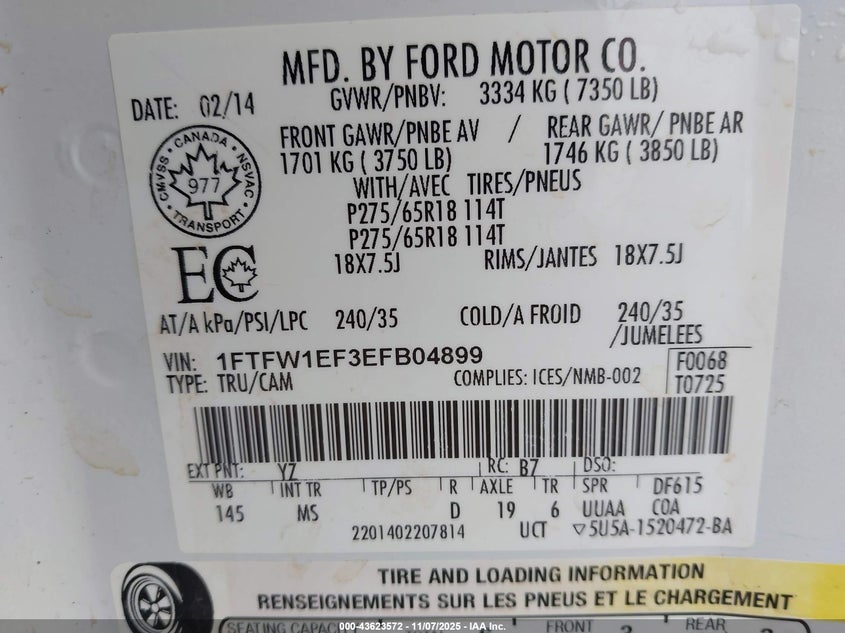 MFD. BY FORD MOTOR CO.
DATE: 02/14
GVWR/PNBV: 3334 KG ( 7350 LB)
FRONT GAWR/PNBE AV / REAR GAWR/ PNBE AR
1701 KG ( 3750 LB) 1746 KG ( 3850 LB)
CMVSS · CANADA · NSVAC · TRANSPORT ·
977
WITH/AVEC TIRES/PNEUS
P275/65R18 114T
P275/65R18 114T
18X7.5J RIMS/JANTES 18X7.5J
EC
AT/A kPa/PSI/LPC 240/35 COLD/A FROID 240/35
/JUMELEES
VIN: 1FTFW1EF3EFB04899 F0068
TYPE: TRU/CAM COMPLIES: ICES/NMB-002 T0725
EXT PNT: YZ RC: B7 DSO:
WB INT TR TP/PS R AXLE TR SPR DF615
145 MS D 19 6 UUAA COA
2201402207814 UCT ▽5U5A-1520472-BA
TIRE AND LOADING INFORMATION
RENSEIGNEMENTS SUR LES PNEUS ET LE CHARGEMENT
SEATING CAPACITY FRONT REAR
000-43623572 - 11/07/2025 - IAA Inc.